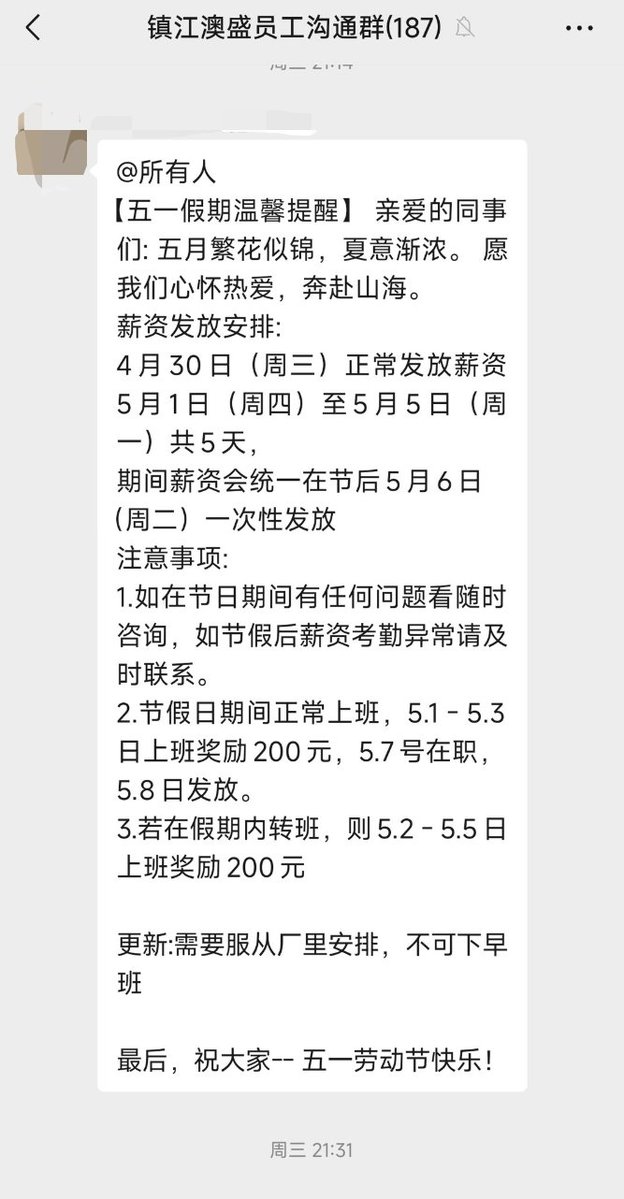 镇江澳盛员工沟通群(187)
@所有人
【五一假期温馨提醒】 亲爱的同事
们: 五月繁花似锦，夏意渐浓。 愿
我们心怀热爱，奔赴山海。
薪资发放安排:
4月30日（周三）正常发放薪资
5月1日（周四）至5月5日（周
一）共5天，
期间薪资会统一在节后5月6日
(周二）一次性发放
注意事项:
1.如在节日期间有任何问题看随时
咨询，如节假后薪资考勤异常请及
时联系。
2.节假日期间正常上班，5.1-5.3
日上班奖励200元，5.7号在职，
5.8日发放。
3.若在假期内转班，则5.2-5.5日
上班奖励200元
更新:需要服从厂里安排，不可下早
班
最后，祝大家-- 五一劳动节快乐！
周三 21:31